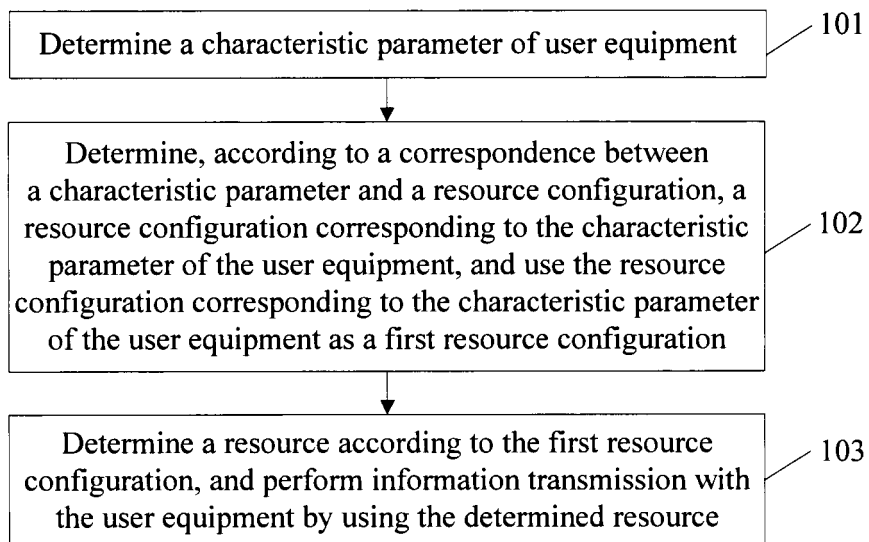 Determine a characteristic parameter of user equipment
101
Determine, according to a correspondence between
a characteristic parameter and a resource configuration, a
resource configuration corresponding to the characteristic
parameter of the user equipment, and use the resource
configuration corresponding to the characteristic parameter
of the user equipment as a first resource configuration
102
Determine a resource according to the first resource
configuration, and perform information transmission with
the user equipment by using the determined resource
103